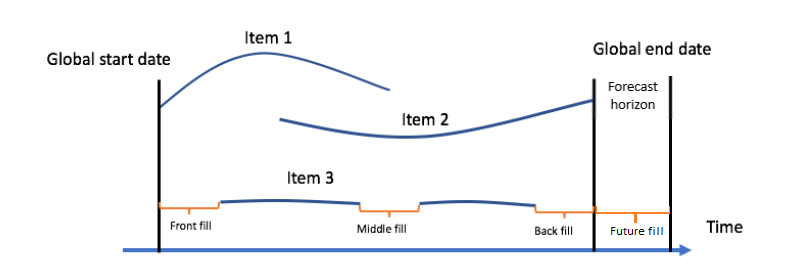 Item 1
Global start date
Global end date
Forecast
horizon
Item 2
Item 3
Front fill
Middle fill
Back fill
Future fill
Time